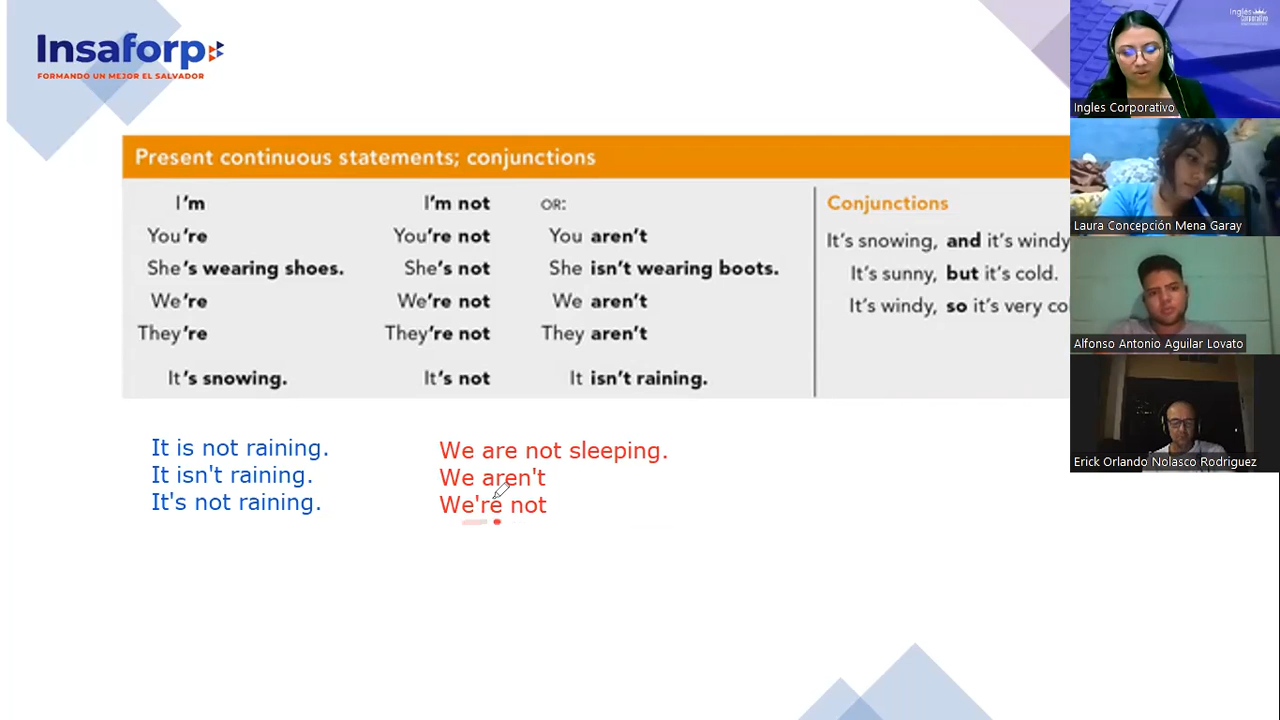 Insaforp
FORMANDO UN MEJOR EL SALVADOR
Present continuous statements; conjunctions
I'm I'm not OR:
You're You're not You aren't
She's wearing shoes. She's not She isn't wearing boots.
We're We're not We aren't
They're They're not They aren't
It's snowing. It's not It isn't raining.
Conjunctions
It's snowing, and it's windy
It's sunny, but it's cold.
It's windy, so it's very co
It is not raining.
It isn't raining.
It's not raining.
We are not sleeping.
We aren't
We're not
Inglés
Corporativo
Ingles Corporativo
Laura Concepción Mena Garay
Alfonso Antonio Aguilar Lovato
Erick Orlando Nolasco Rodriguez